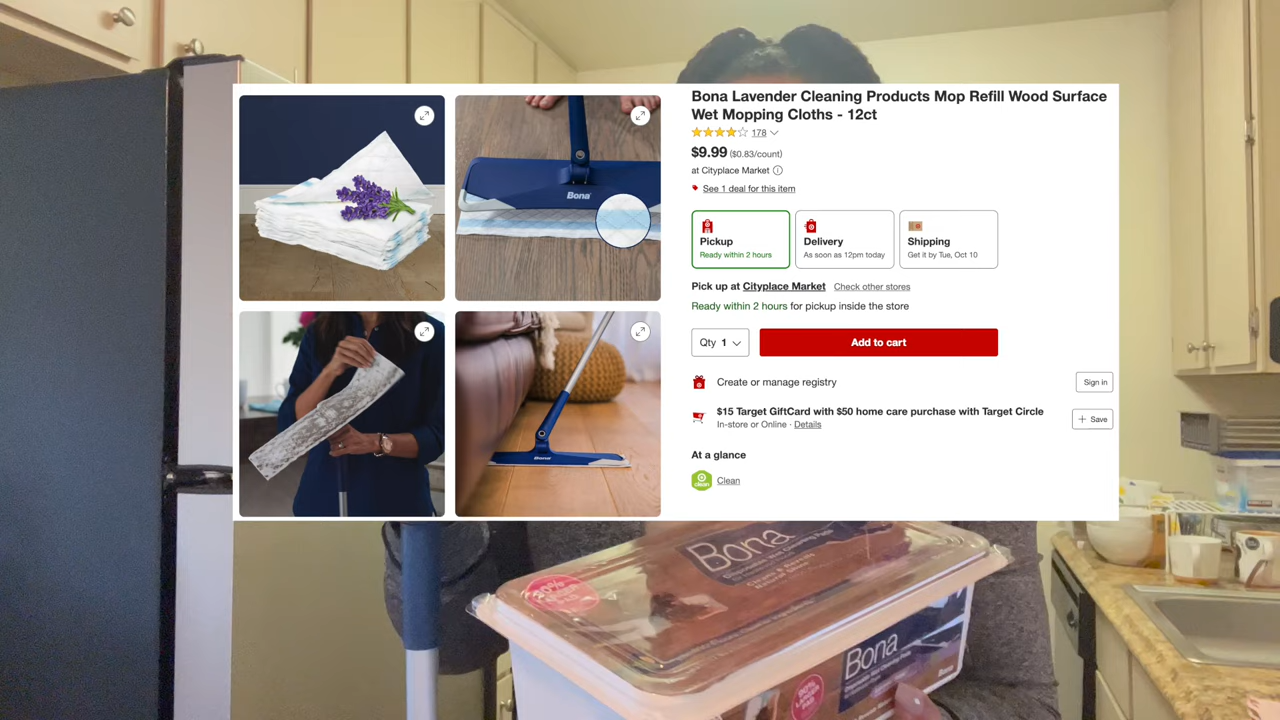 Bona Lavender Cleaning Products Mop Refill Wood Surface
Wet Mopping Cloths - 12ct
178
$9.99 ($0.83/count)
at Cityplace Market
See 1 deal for this item
Pickup
Ready within 2 hours
Delivery
As soon as 12pm today
Shipping
Get it by Tue, Oct 10
Pick up at Cityplace Market Check other stores
Ready within 2 hours for pickup inside the store
Qty 1
Add to cart
Create or manage registry
Sign in
$15 Target GiftCard with $50 home care purchase with Target Circle
In-store or Online · Details
+ Save
At a glance
clean
Clean
Bona
Bona
Bona
Bona